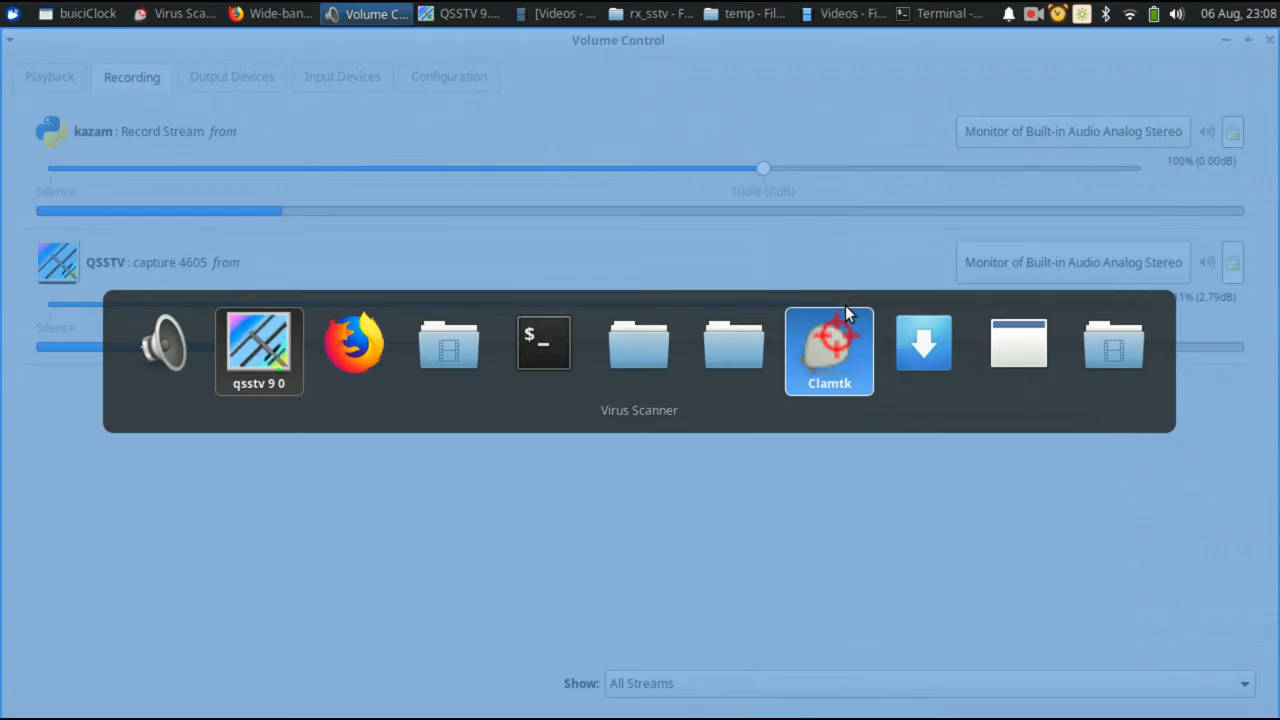 buiciClock
Virus Sca...
Wide-ban...
Volume C...
QSSTV 9....
[Videos - ...
rx_sstv - F...
temp - Fil...
Videos - Fi...
Terminal -...
06 Aug, 23:08
Volume Control
Playback
Recording
Output Devices
Input Devices
Configuration
kazam : Record Stream from
Monitor of Built-in Audio Analog Stereo
100% (0.00dB)
Silence
100% (0dB)
QSSTV : capture 4605 from
Monitor of Built-in Audio Analog Stereo
1% (2.79dB)
Silence
$_
qsstv 9 0
Clamtk
Virus Scanner
Show:
All Streams